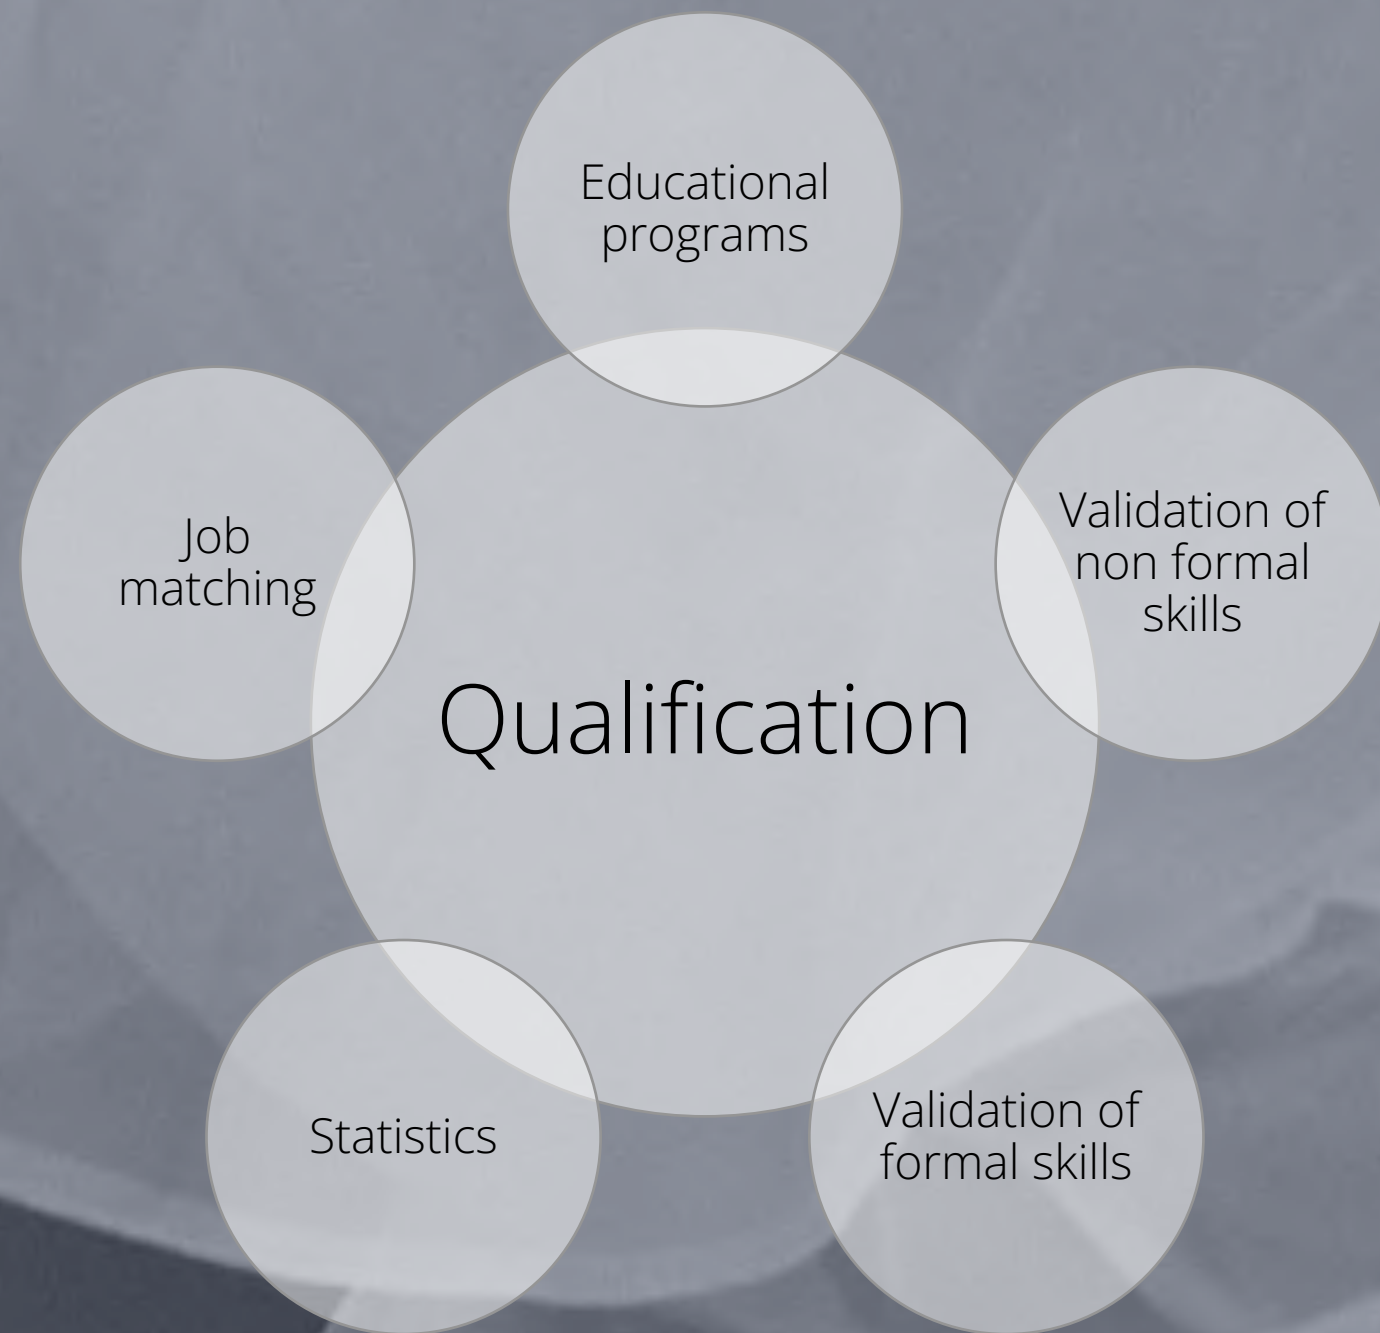 Educational
programs
Job
matching
Validation of
non formal
skills
Qualification
Statistics
Validation of
formal skills